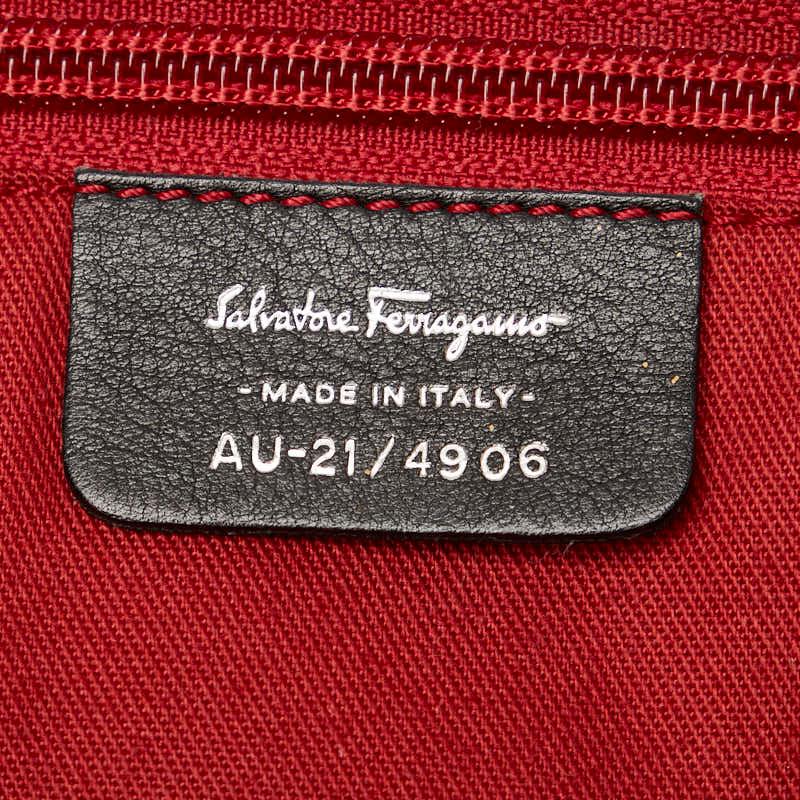 Salvatore Ferragamo
- MADE IN ITALY -
AU-21/4906